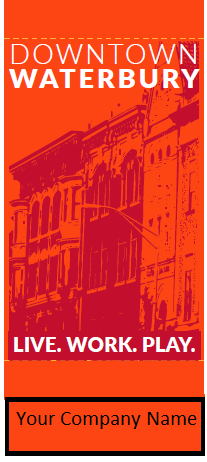 DOWNTOWN
WATERBURY
LIVE. WORK. PLAY.
Your Company Name